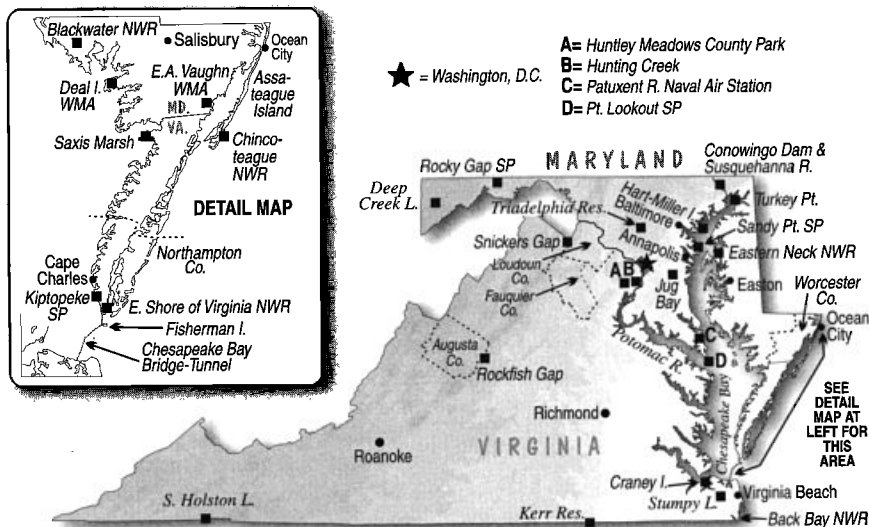 Blackwater NWR
Salisbury
Ocean
City
Deal I.
WMA
E.A. Vaughn
WMA
Assa-
teague
Island
MD.
VA.
Saxis Marsh
Chinco-
teague
NWR
DETAIL MAP
Northampton
Co.
Cape
Charles
Kiptopeke
SP
E. Shore of Virginia NWR
Fisherman I.
Chesapeake Bay
Bridge-Tunnel
= Washington, D.C.
A= Huntley Meadows County Park
B= Hunting Creek
C= Patuxent R. Naval Air Station
D= Pt. Lookout SP
MARYLAND
Conowingo Dam &
Susquehanna R.
Rocky Gap SP
Deep
Creek L.
Triadelphia Res.
Hart-Miller I.
Baltimore
Annapolis
Turkey Pt.
Sandy Pt. SP
Eastern Neck NWR
Snickers Gap
Loudoun
Co.
Fauquier
Co.
A
B
Jug
Bay
Easton
Worcester
Co.
Ocean
City
Augusta
Co.
Rockfish Gap
Potomac R.
C
D
Chesapeake Bay
SEE
DETAIL
MAP AT
LEFT FOR
THIS
AREA
Richmond
VIRGINIA
Roanoke
Craney I.
Stumpy L.
Virginia Beach
S. Holston L.
Kerr Res.
Back Bay NWR